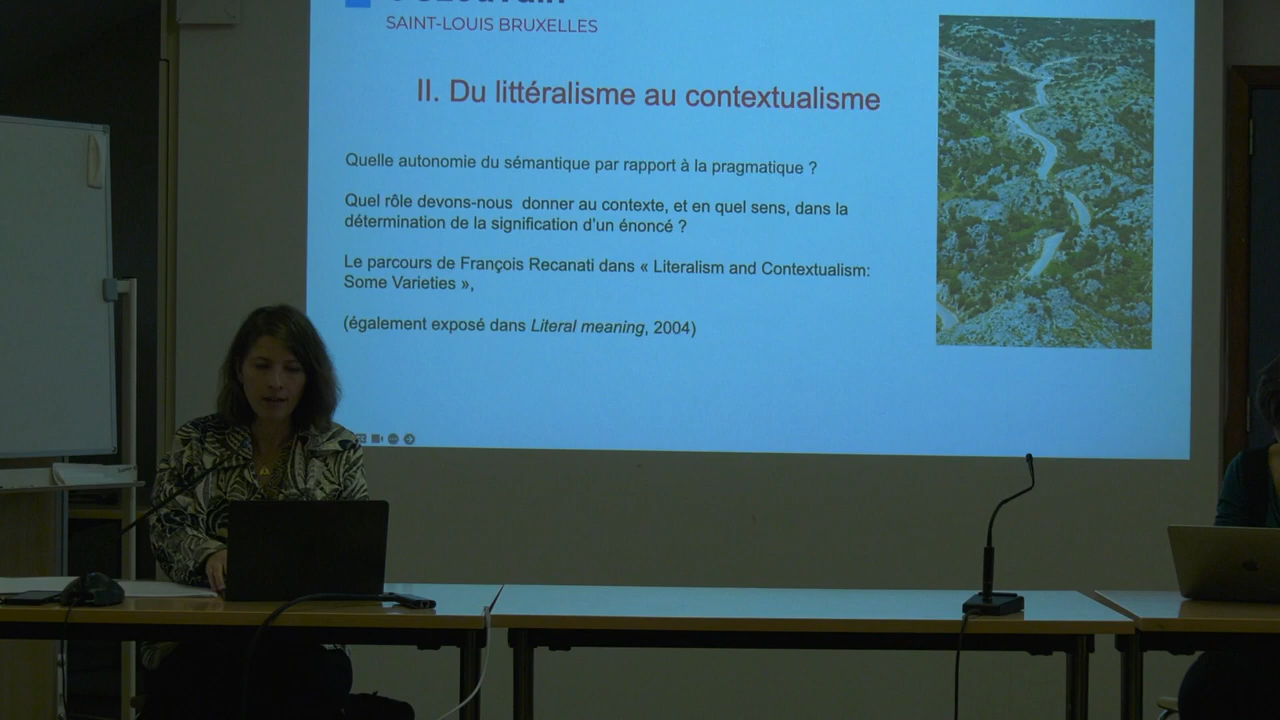 SAINT-LOUIS BRUXELLES
II. Du littéralisme au contextualisme
Quelle autonomie du sémantique par rapport à la pragmatique ?
Quel rôle devons-nous donner au contexte, et en quel sens, dans la
détermination de la signification d'un énoncé ?
Le parcours de François Recanati dans « Literalism and Contextualism:
Some Varieties »,
(également exposé dans Literal meaning, 2004)